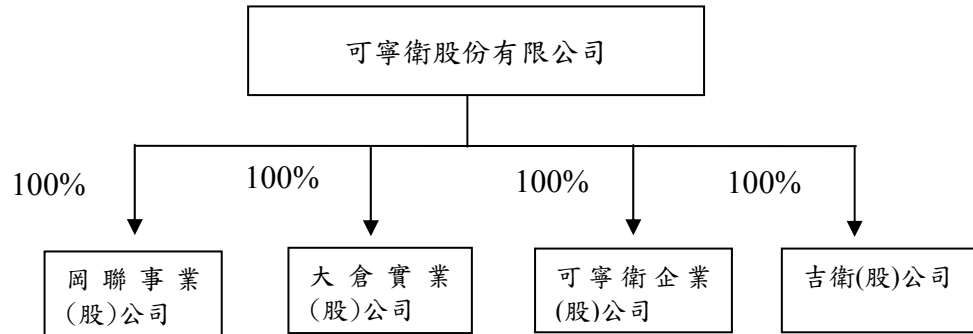 可寧衛股份有限公司
100%
100%
100%
100%
岡聯事業
(股)公司
大倉實業
(股)公司
可寧衛企業
(股)公司
吉衛(股)公司